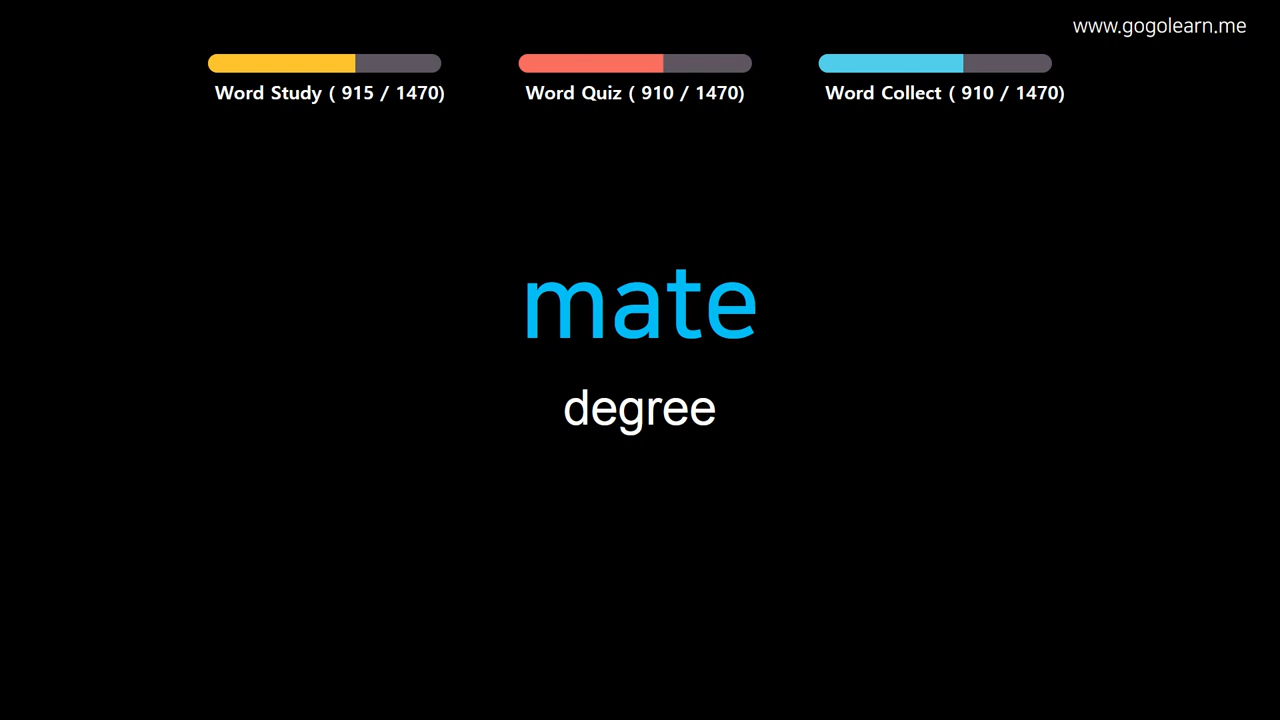 www.gogolearn.me
Word Study ( 915 / 1470)
Word Quiz ( 910 / 1470)
Word Collect ( 910 / 1470)
mate
degree